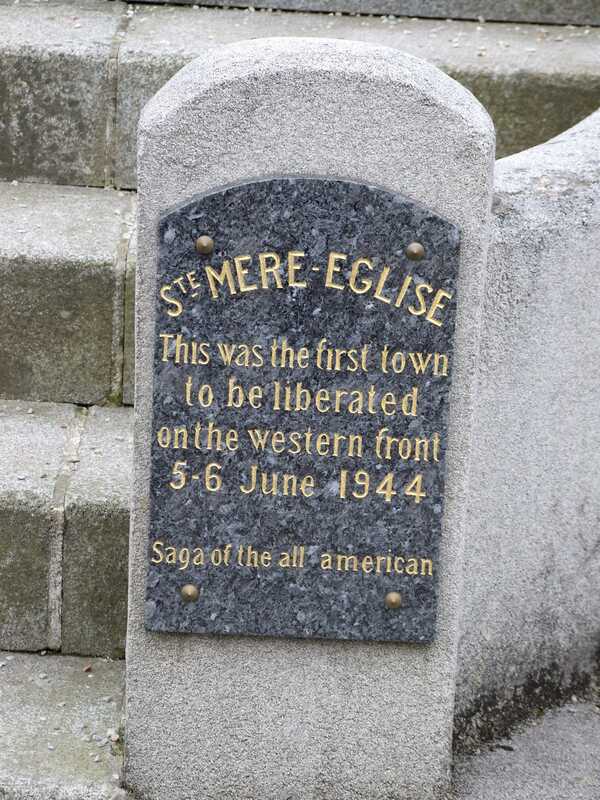 STE MERE-EGLISE
This was the first town
to be liberated
on the western front
5-6 June 1944
Saga of the all american